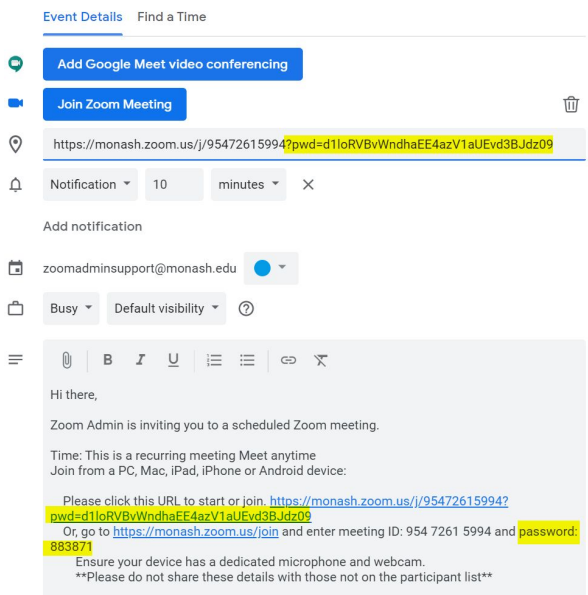 Event Details Find a Time
Add Google Meet video conferencing
Join Zoom Meeting
https://monash.zoom.us/j/95472615994?pwd=d1loRVBvWndhaEE4azV1aUEvd3BJdz09
Notification 10 minutes
Add notification
zoomadminsupport@monash.edu
Busy Default visibility
B I U
Hi there,
Zoom Admin is inviting you to a scheduled Zoom meeting.
Time: This is a recurring meeting Meet anytime
Join from a PC, Mac, iPad, iPhone or Android device:
Please click this URL to start or join. https://monash.zoom.us/j/95472615994?
pwd=d1loRVBvWndhaEE4azV1aUEvd3BJdz09
Or, go to https://monash.zoom.us/join and enter meeting ID: 954 7261 5994 and password:
883871
Ensure your device has a dedicated microphone and webcam.
**Please do not share these details with those not on the participant list**